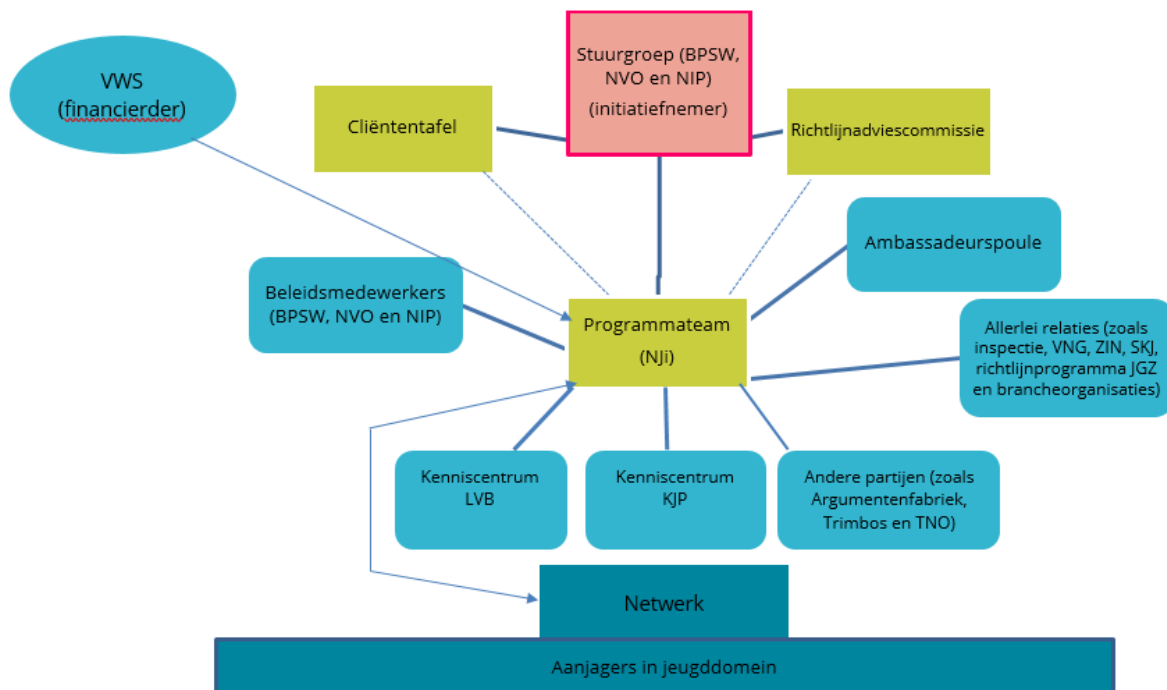 VWS
(financierder)
Stuurgroep (BPSW,
NVO en NIP)
(initiatiefnemer)
Cliëntentafel
Richtlijnadviescommissie
Ambassadeurspoule
Beleidsmedewerkers
(BPSW, NVO en NIP)
Programmateam
(NJi)
Allerlei relaties (zoals
inspectie, VNG, ZIN, SKJ,
richtlijnprogramma JGZ
en brancheorganisaties)
Kenniscentrum
LVB
Kenniscentrum
KJP
Andere partijen (zoals
Argumentenfabriek,
Trimbos en TNO)
Netwerk
Aanjagers in jeugddomein